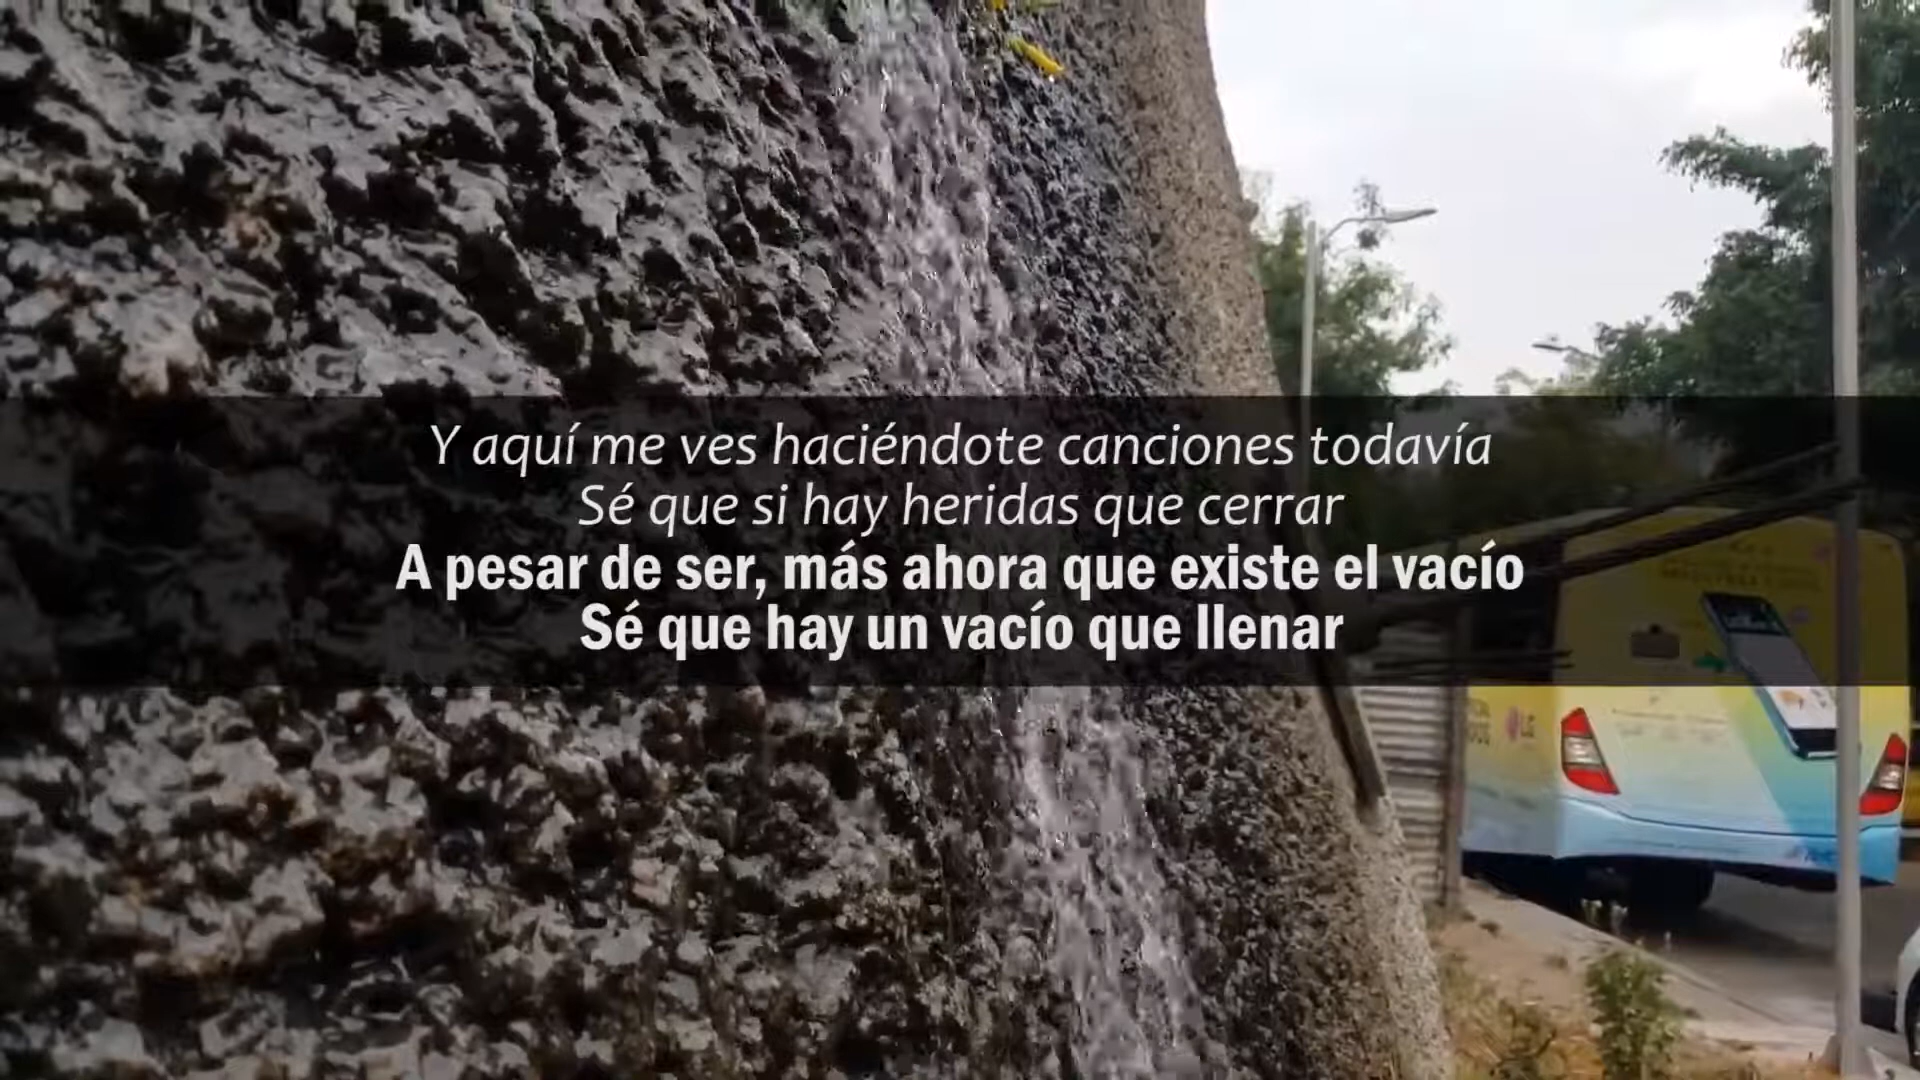 Y aquí me ves haciéndote canciones todavía
Sé que si hay heridas que cerrar
A pesar de ser, más ahora que existe el vacío
Sé que hay un vacío que llenar
LG